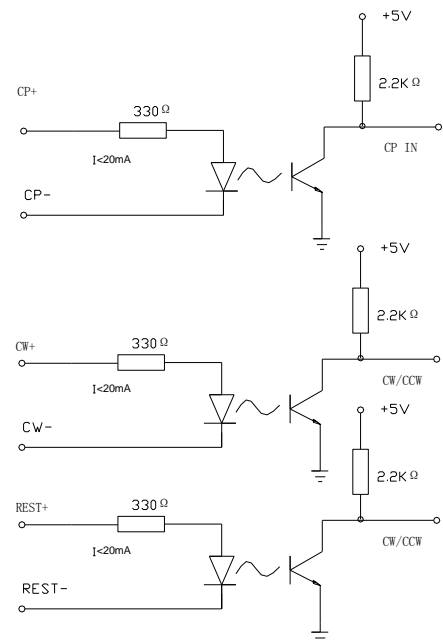 +5V
2.2KΩ
CP+
330Ω
CP IN
I<20mA
CP-
+5V
2.2KΩ
CW+
330Ω
CW/CCW
I<20mA
+5V
CW-
2.2KΩ
REST+
330Ω
CW/CCW
I<20mA
REST-